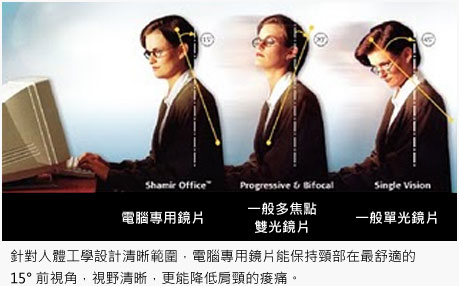 15°
30°
45°
Shamir Office™ Progressive & Bifocal Single Vision
電腦專用鏡片
一般多焦點
雙光鏡片
一般單光鏡片
針對人體工學設計清晰範圍，電腦專用鏡片能保持頸部在最舒適的
15° 前視角，視野清晰，更能降低肩頸的痠痛。